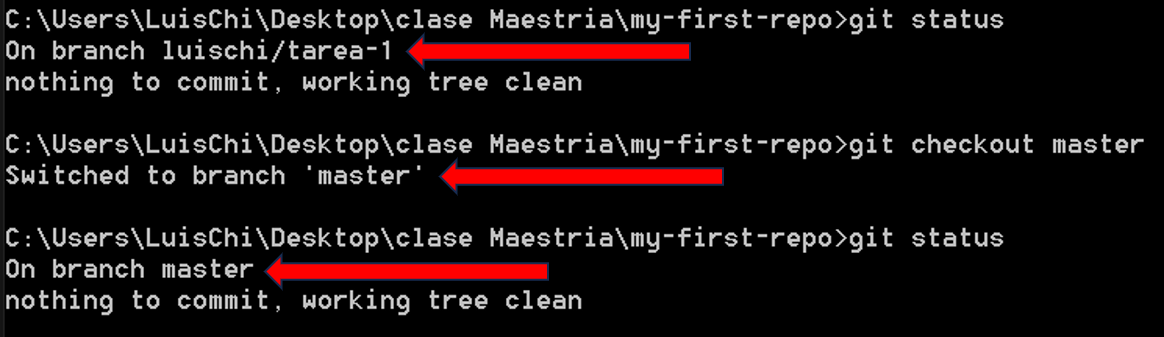 C:\Users\LuisChi\Desktop\clase Maestria\my-first-repo>git status
On branch luischi/tarea-1
nothing to commit, working tree clean
C:\Users\LuisChi\Desktop\clase Maestria\my-first-repo>git checkout master
Switched to branch 'master'
C:\Users\LuisChi\Desktop\clase Maestria\my-first-repo>git status
On branch master
nothing to commit, working tree clean